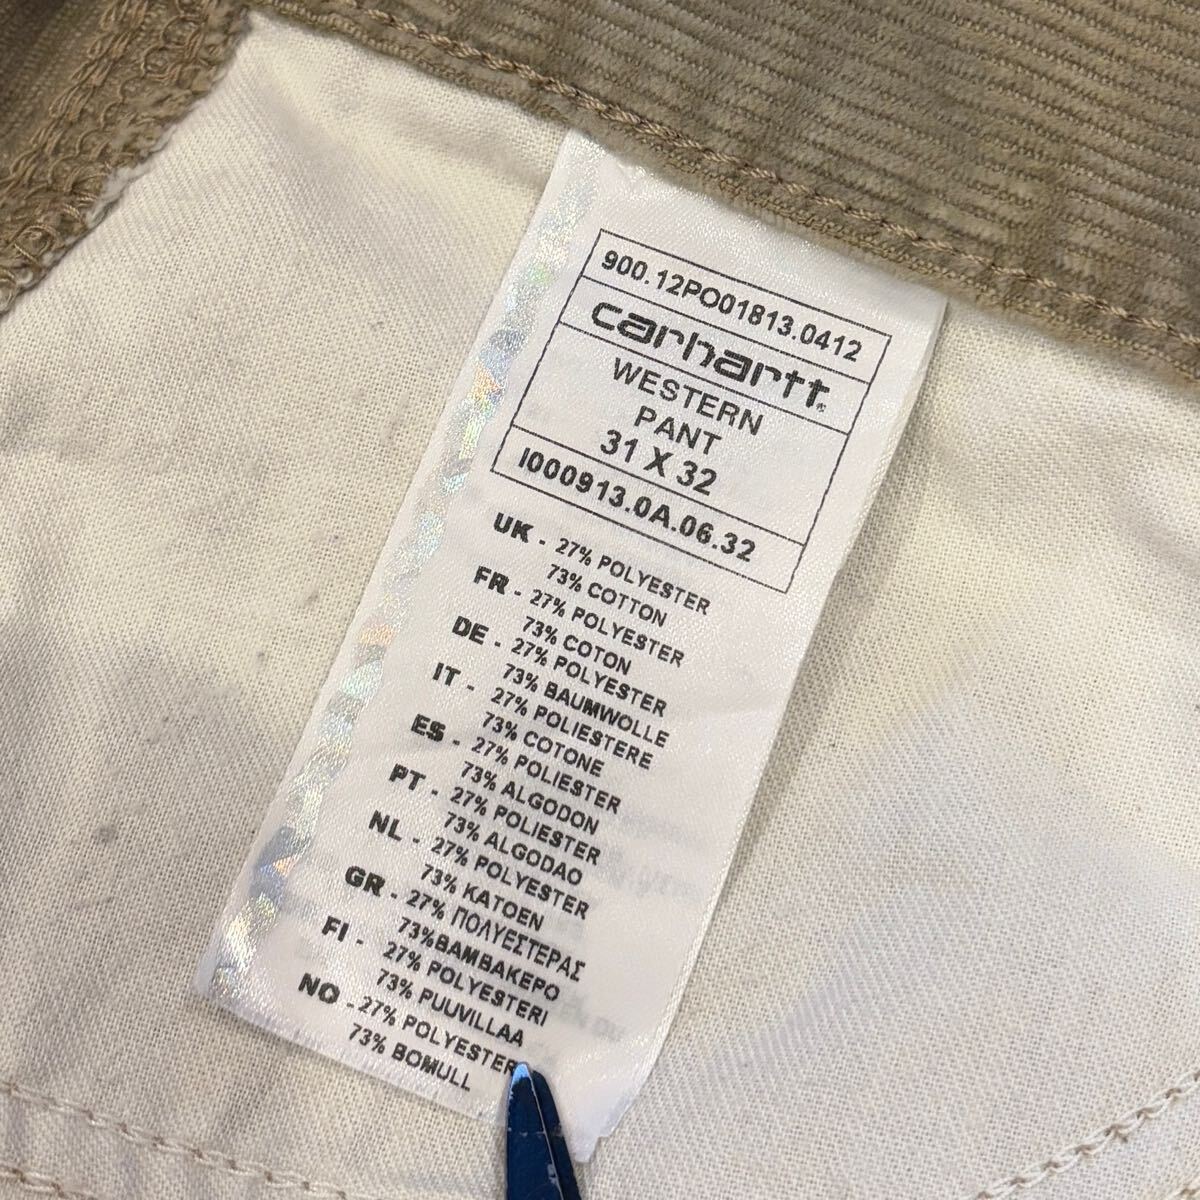 900.12PO01813.0412
carhartt.
WESTERN
PANT
31 X 32
I000913.0A.06.32
UK - 27% POLYESTER
73% COTTON
FR - 27% POLYESTER
73% COTON
DE - 27% POLYESTER
73% BAUMWOLLE
IT - 27% POLIESTERE
73% COTONE
ES - 27% POLIESTER
73% ALGODON
PT - 27% POLIESTER
73% ALGODAO
NL - 27% POLYESTER
73% KATOEN
GR - 27% ΠΟΛΥΕΣΤΕΡΑΣ
73%ΒΑΜΒΑΚΕΡΟ
FI - 27% POLYESTERI
73% PUUVILLAA
NO - 27% POLYESTER
73% BOMULL